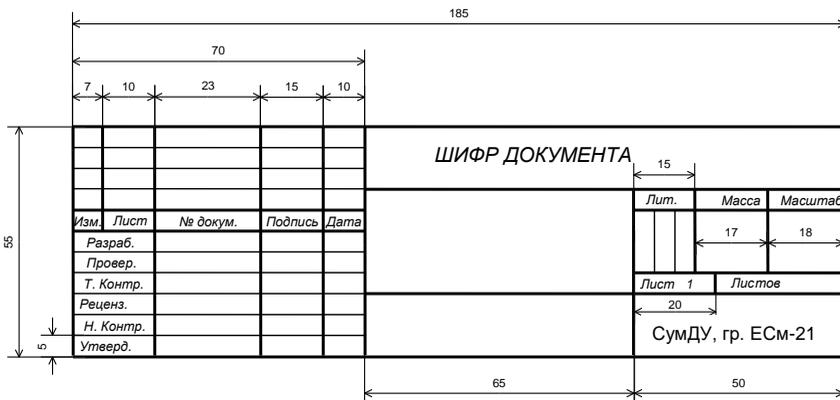 185
70
7 10 23 15 10
ШИФР ДОКУМЕНТА
15
Лит. Масса Масштаб
Изм. Лист № докум. Подпись Дата
17 18
55
Разраб.
Провер.
Т. Контр.
Лист 1 Листов
Реценз.
20
Н. Контр.
СумДУ, гр. ЕСм-21
5
Утверд.
65 50